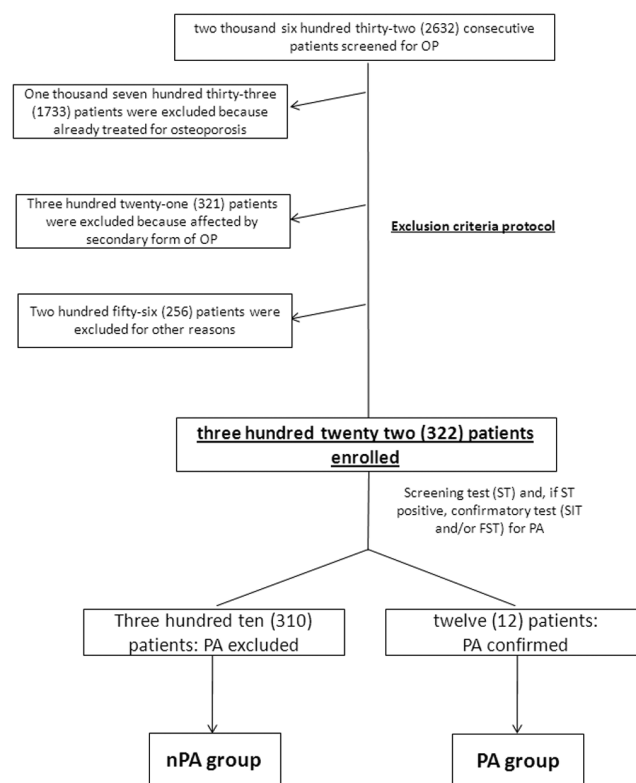 two thousand six hundred thirty-two (2632) consecutive
patients screened for OP
One thousand seven hundred thirty-three
(1733) patients were excluded because
already treated for osteoporosis
Three hundred twenty-one (321) patients
were excluded because affected by
secondary form of OP
Exclusion criteria protocol
Two hundred fifty-six (256) patients were
excluded for other reasons
three hundred twenty two (322) patients
enrolled
Screening test (ST) and, if ST
positive, confirmatory test (SIT
and/or FST) for PA
Three hundred ten (310)
patients: PA excluded
twelve (12) patients:
PA confirmed
nPA group
PA group